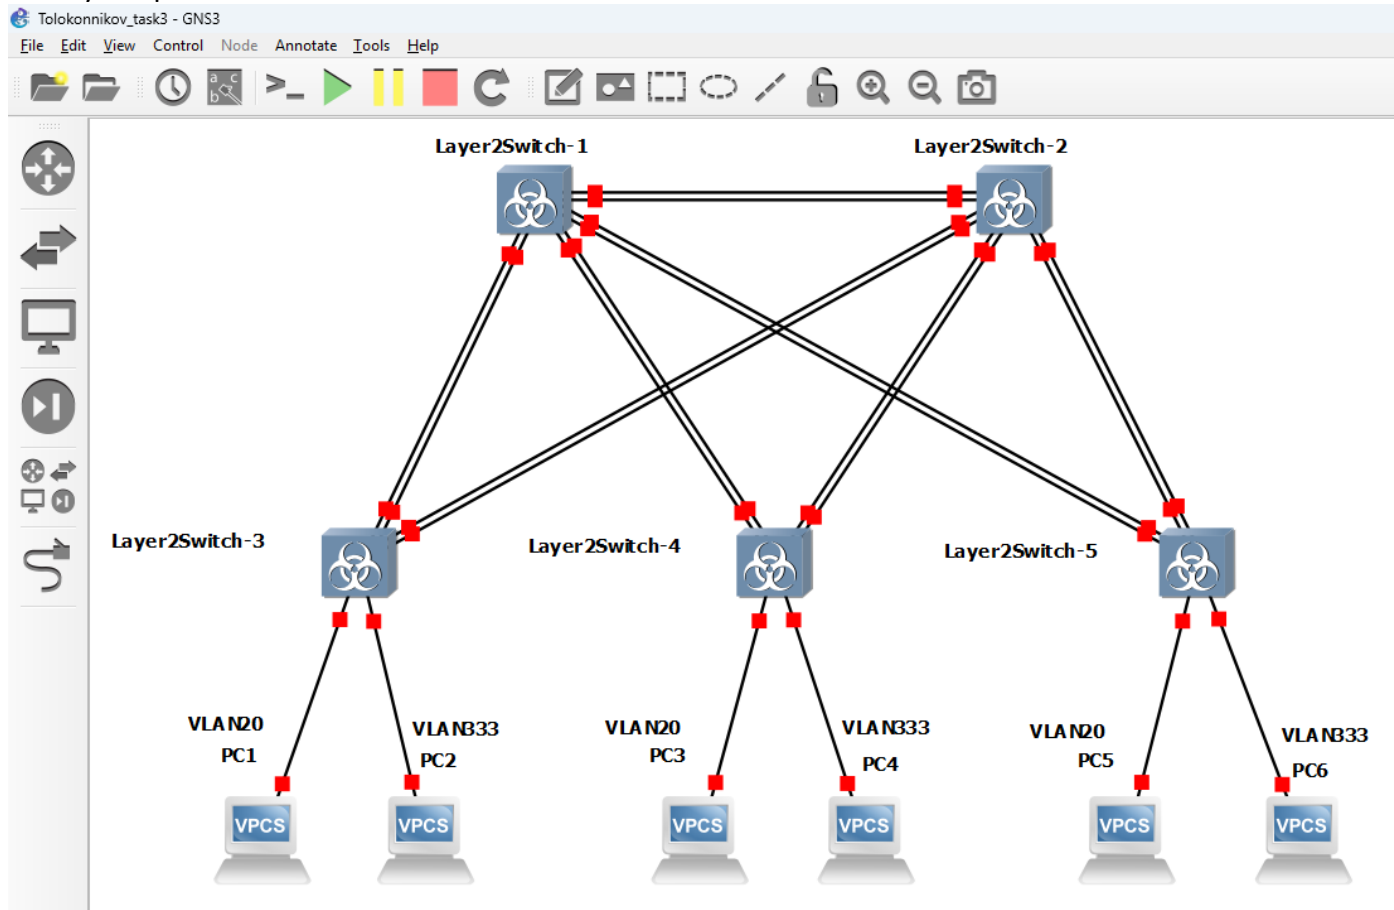 Tolokonnikov_task3 - GNS3
File Edit View Control Node Annotate Tools Help
Layer2Switch-1
Layer2Switch-2
Layer2Switch-3
Layer2Switch-4
Layer2Switch-5
VLAN20
PC1
VLAN333
PC2
VLAN20
PC3
VLAN333
PC4
VLAN20
PC5
VLAN333
PC6
VPCS
VPCS
VPCS
VPCS
VPCS
VPCS